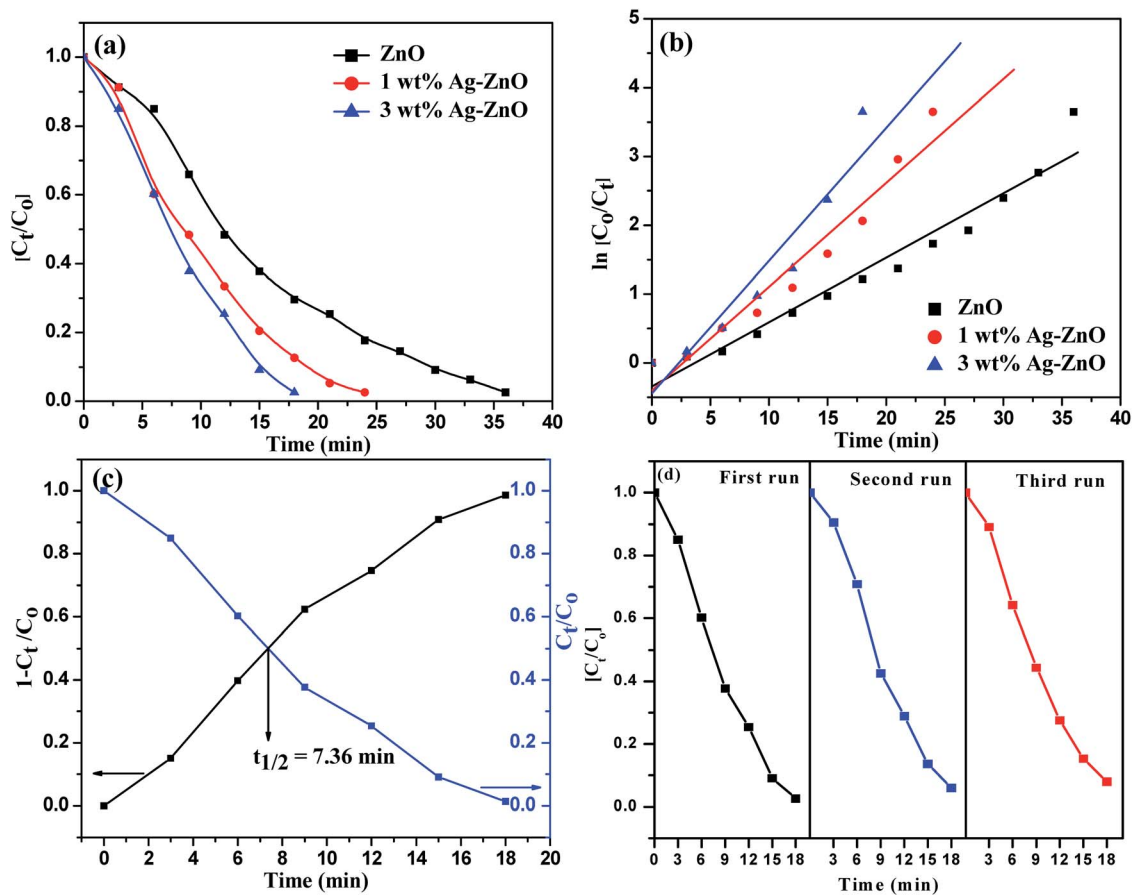 (a)
ZnO
1 wt% Ag-ZnO
3 wt% Ag-ZnO
[Ct/Co]
1.0
0.8
0.6
0.4
0.2
0.0
0 5 10 15 20 25 30 35 40
Time (min)
(b)
ln [Co/Ct]
5
4
3
2
1
0
ZnO
1 wt% Ag-ZnO
3 wt% Ag-ZnO
0 5 10 15 20 25 30 35 40
Time (min)
(c)
1-Ct/Co
1.0
0.8
0.6
0.4
0.2
0.0
t1/2 = 7.36 min
1.0
0.8
0.6
0.4
0.2
0.0
Ct/Co
0 2 4 6 8 10 12 14 16 18 20
Time (min)
(d)
First run Second run Third run
[Ct/Co]
1.0
0.8
0.6
0.4
0.2
0.0
0 3 6 9 12 15 18 3 6 9 12 15 18 3 6 9 12 15 18
Time (min)